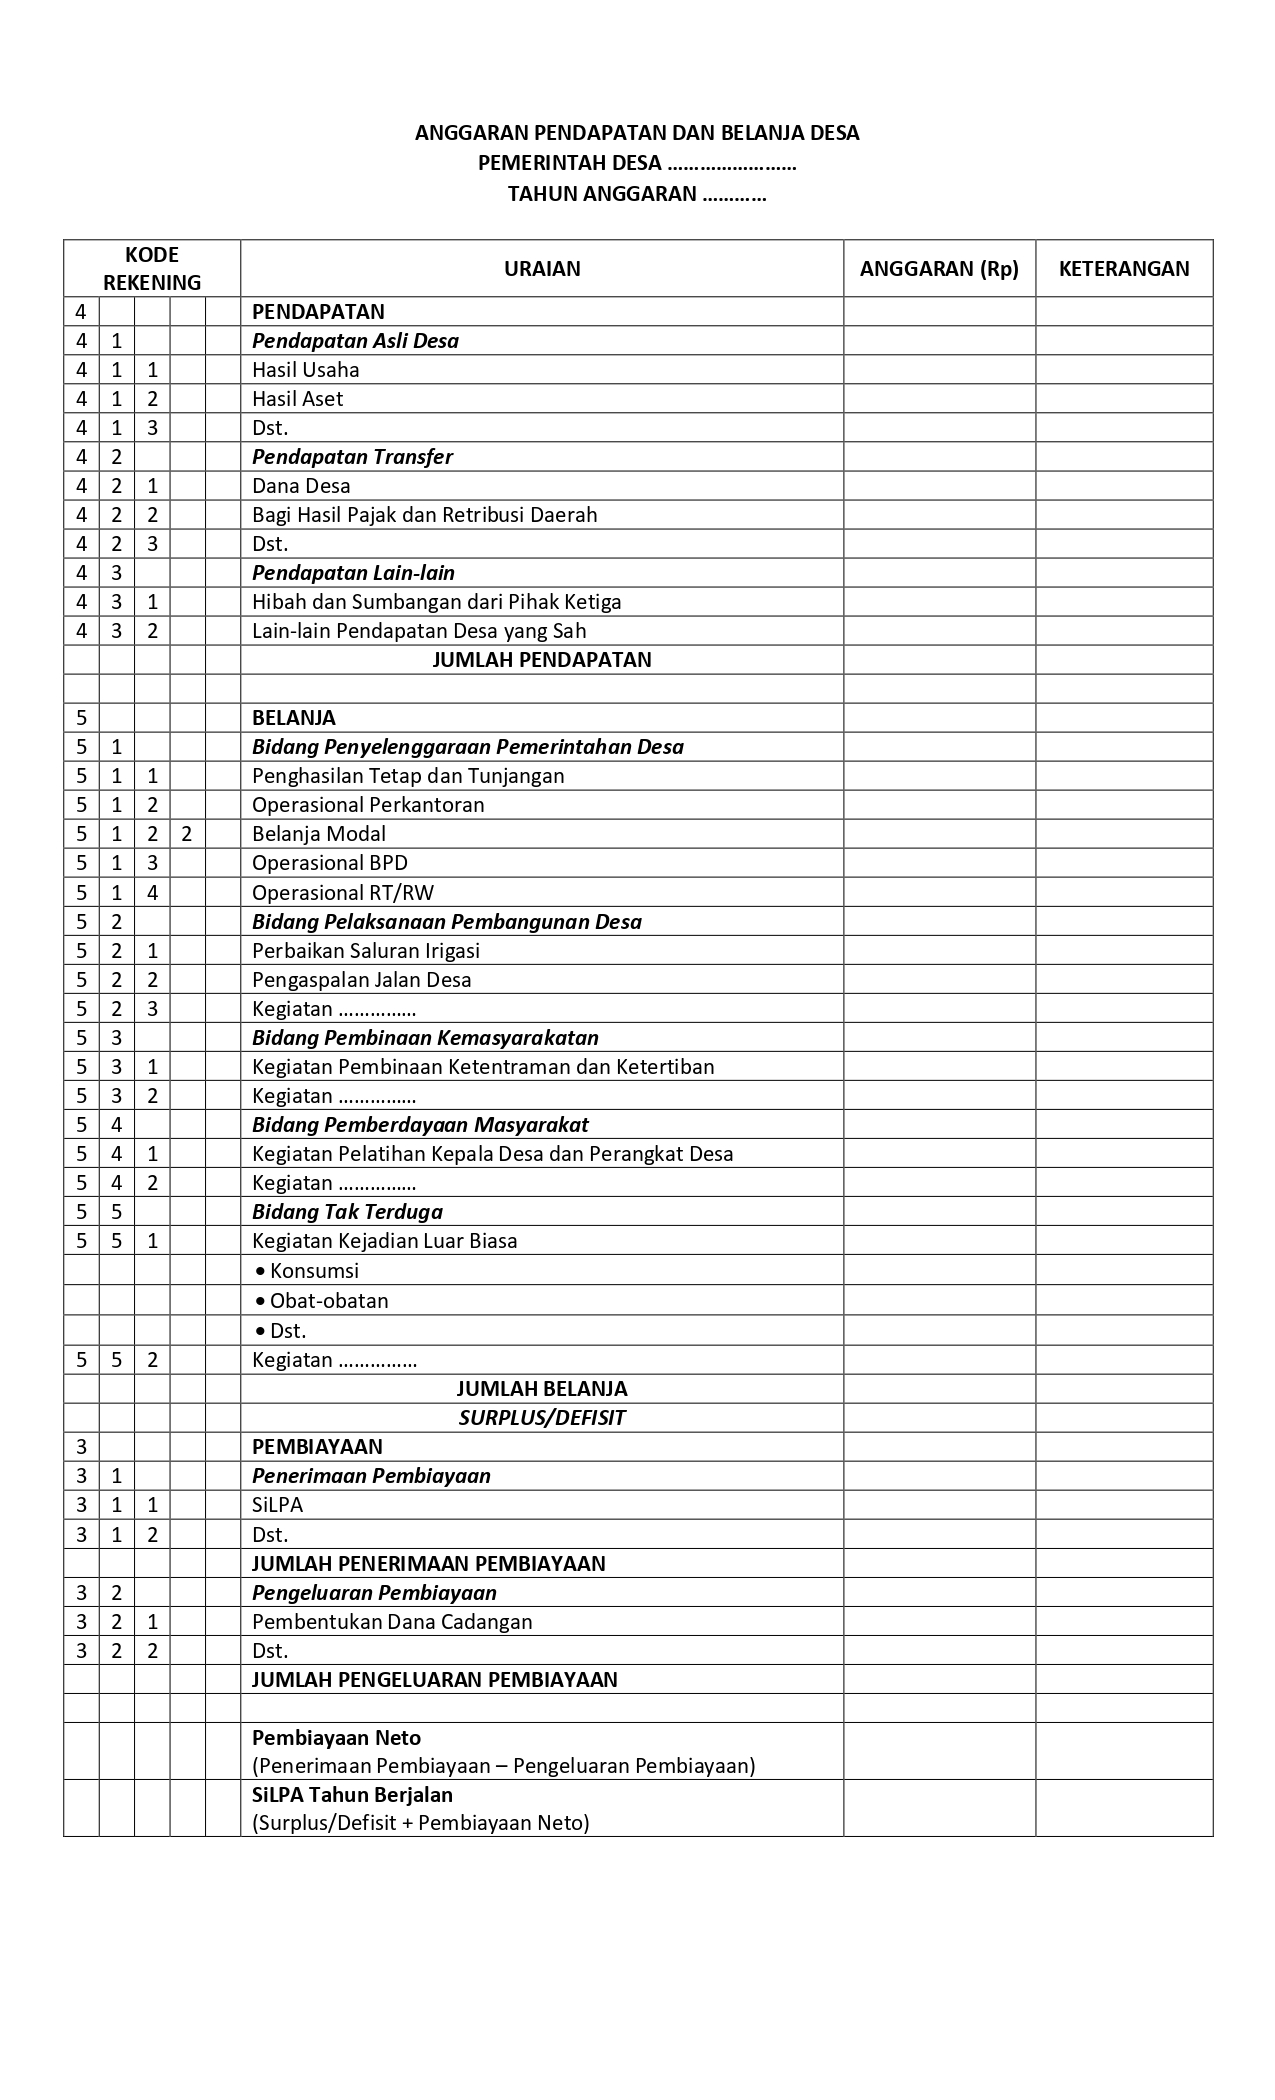 ANGGARAN PENDAPATAN DAN BELANJA DESA
PEMERINTAH DESA ……………………
TAHUN ANGGARAN …………
KODE REKENING URAIAN ANGGARAN (Rp) KETERANGAN
4 PENDAPATAN
4 1 Pendapatan Asli Desa
4 1 1 Hasil Usaha
4 1 2 Hasil Aset
4 1 3 Dst.
4 2 Pendapatan Transfer
4 2 1 Dana Desa
4 2 2 Bagi Hasil Pajak dan Retribusi Daerah
4 2 3 Dst.
4 3 Pendapatan Lain-lain
4 3 1 Hibah dan Sumbangan dari Pihak Ketiga
4 3 2 Lain-lain Pendapatan Desa yang Sah
JUMLAH PENDAPATAN
5 BELANJA
5 1 Bidang Penyelenggaraan Pemerintahan Desa
5 1 1 Penghasilan Tetap dan Tunjangan
5 1 2 Operasional Perkantoran
5 1 2 2 Belanja Modal
5 1 3 Operasional BPD
5 1 4 Operasional RT/RW
5 2 Bidang Pelaksanaan Pembangunan Desa
5 2 1 Perbaikan Saluran Irigasi
5 2 2 Pengaspalan Jalan Desa
5 2 3 Kegiatan ……………
5 3 Bidang Pembinaan Kemasyarakatan
5 3 1 Kegiatan Pembinaan Ketentraman dan Ketertiban
5 3 2 Kegiatan ……………
5 4 Bidang Pemberdayaan Masyarakat
5 4 1 Kegiatan Pelatihan Kepala Desa dan Perangkat Desa
5 4 2 Kegiatan ……………
5 5 Bidang Tak Terduga
5 5 1 Kegiatan Kejadian Luar Biasa
• Konsumsi
• Obat-obatan
• Dst.
5 5 2 Kegiatan ……………
JUMLAH BELANJA
SURPLUS/DEFISIT
3 PEMBIAYAAN
3 1 Penerimaan Pembiayaan
3 1 1 SiLPA
3 1 2 Dst.
JUMLAH PENERIMAAN PEMBIAYAAN
3 2 Pengeluaran Pembiayaan
3 2 1 Pembentukan Dana Cadangan
3 2 2 Dst.
JUMLAH PENGELUARAN PEMBIAYAAN
Pembiayaan Neto
(Penerimaan Pembiayaan – Pengeluaran Pembiayaan)
SiLPA Tahun Berjalan
(Surplus/Defisit + Pembiayaan Neto)